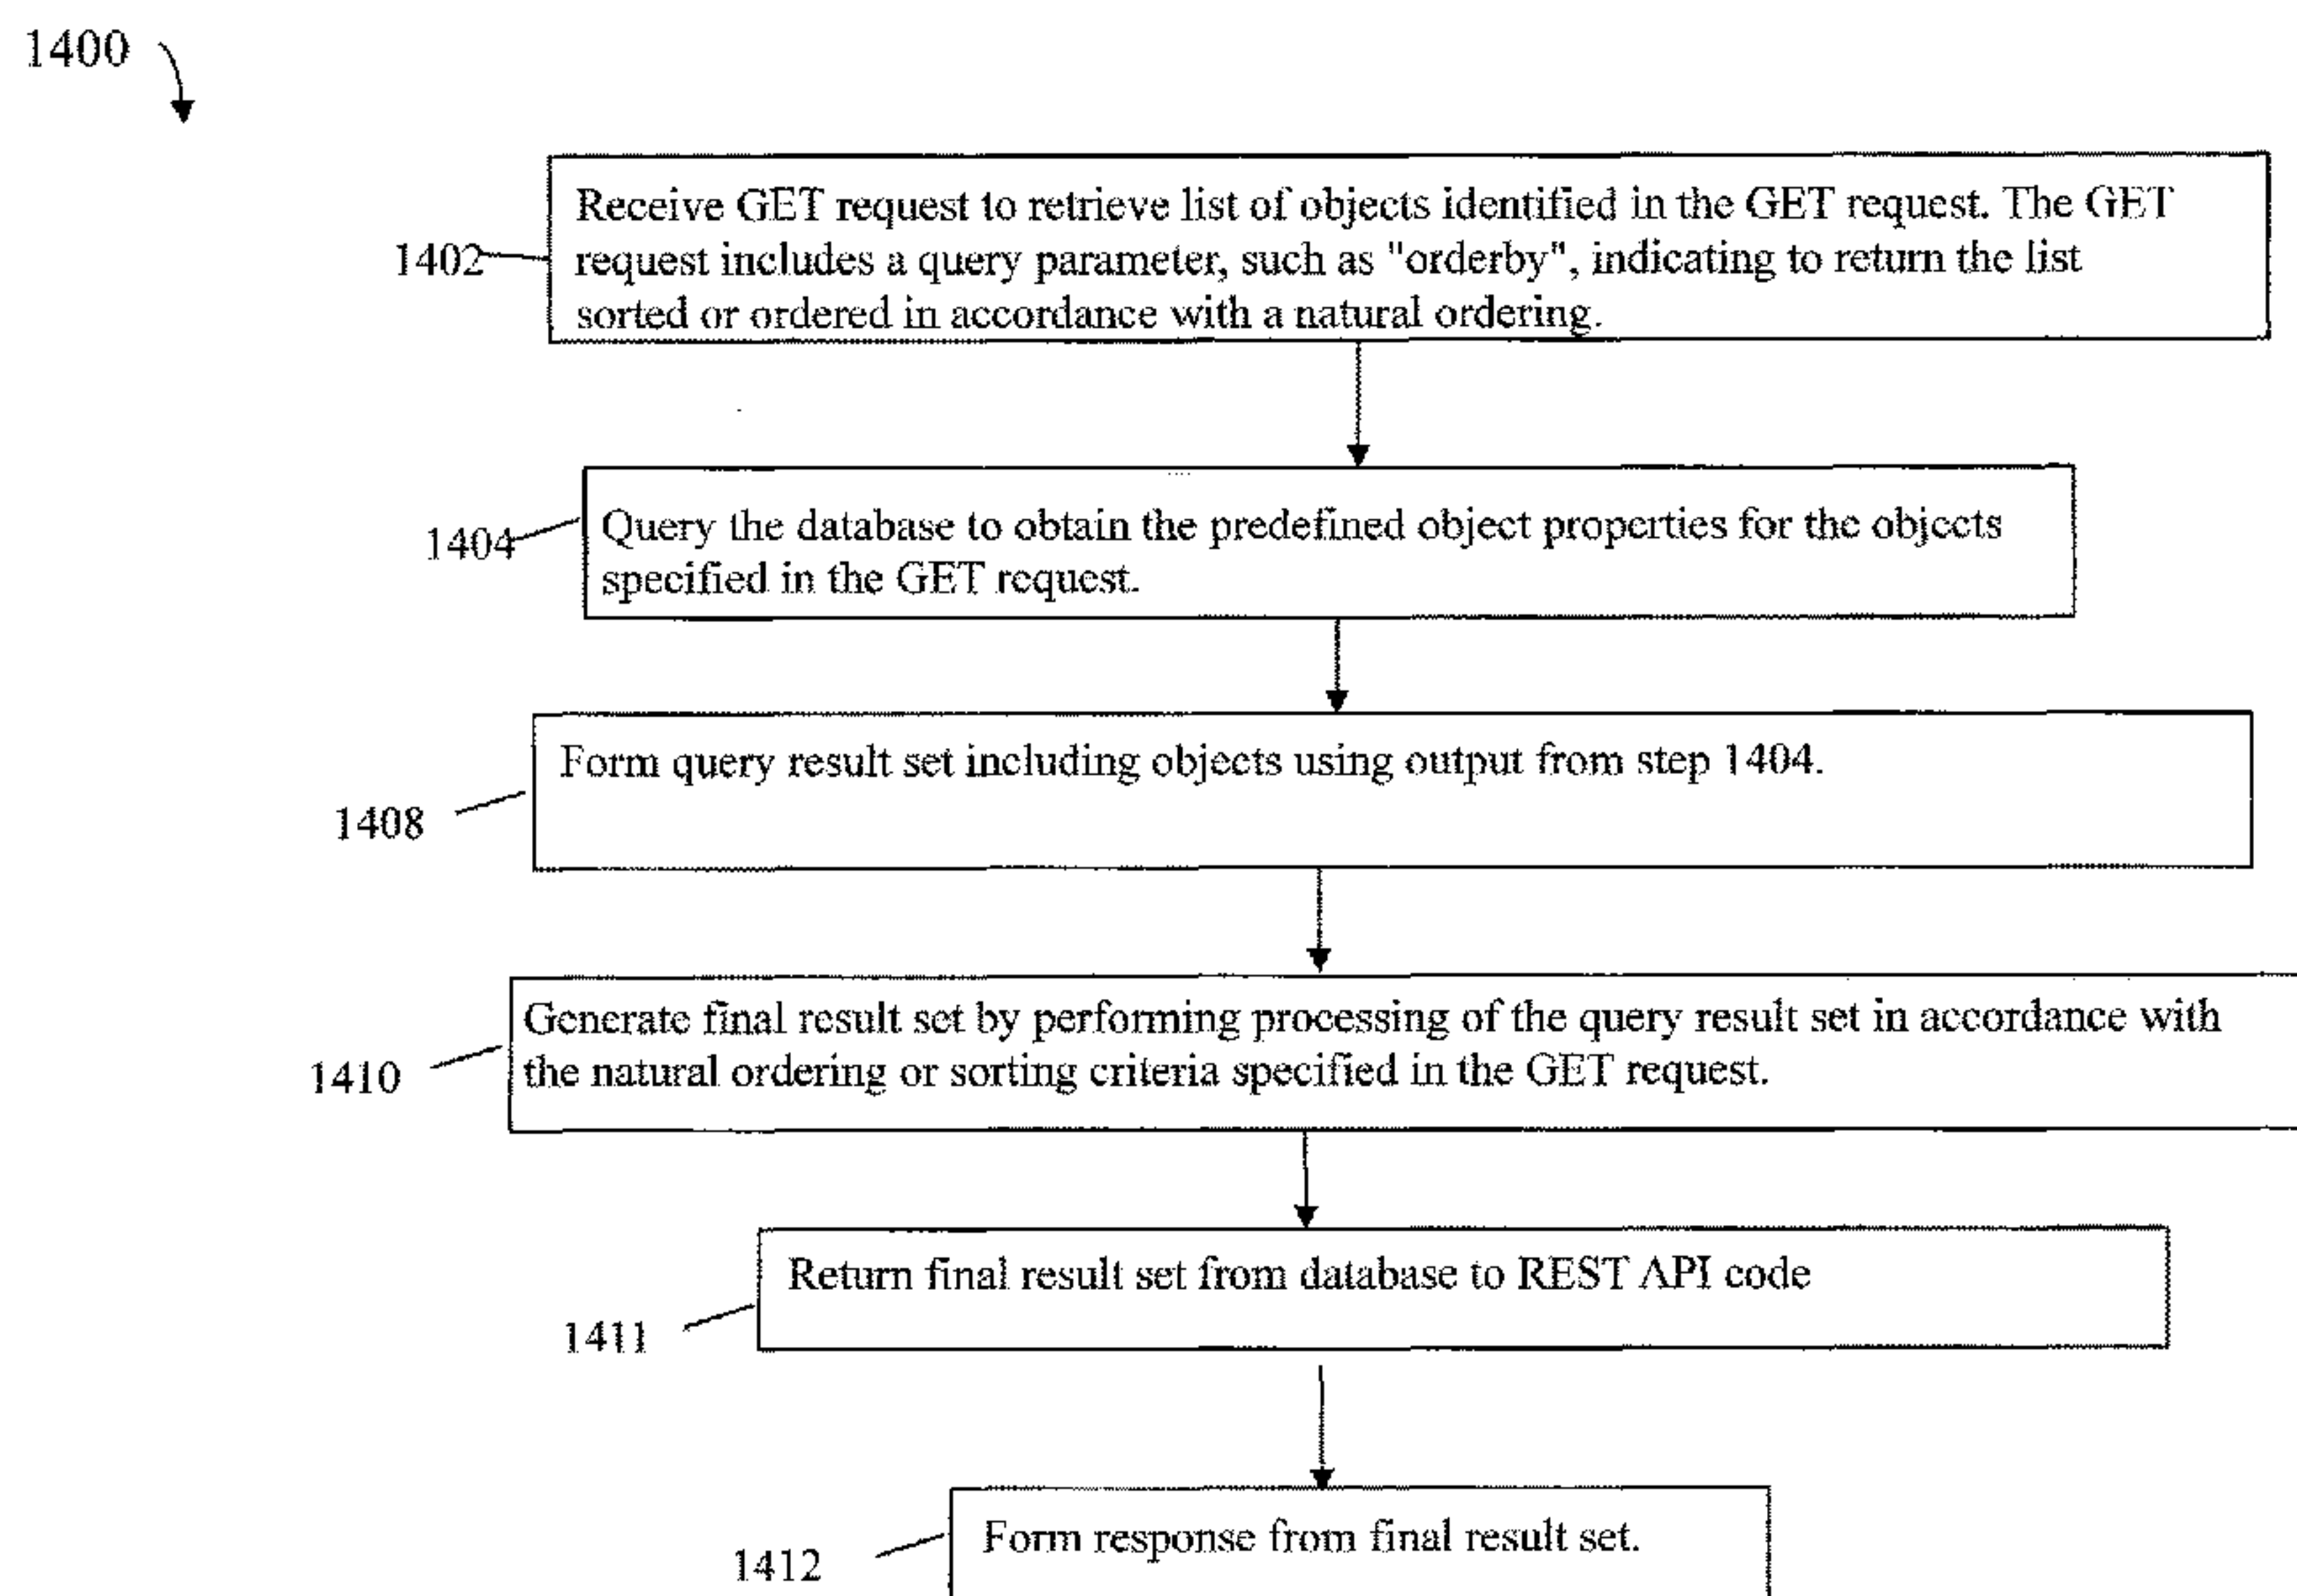 1400
Receive GET request to retrieve list of objects identified in the GET request. The GET
1402 request includes a query parameter, such as "orderby", indicating to return the list
sorted or ordered in accordance with a natural ordering.
1404 Query the database to obtain the predefined object properties for the objects
specified in the GET request.
Form query result set including objects using output from step 1404.
1408
Generate final result set by performing processing of the query result set in accordance with
1410 the natural ordering or sorting criteria specified in the GET request.
Return final result set from database to REST API code
1411
Form response from final result set.
1412